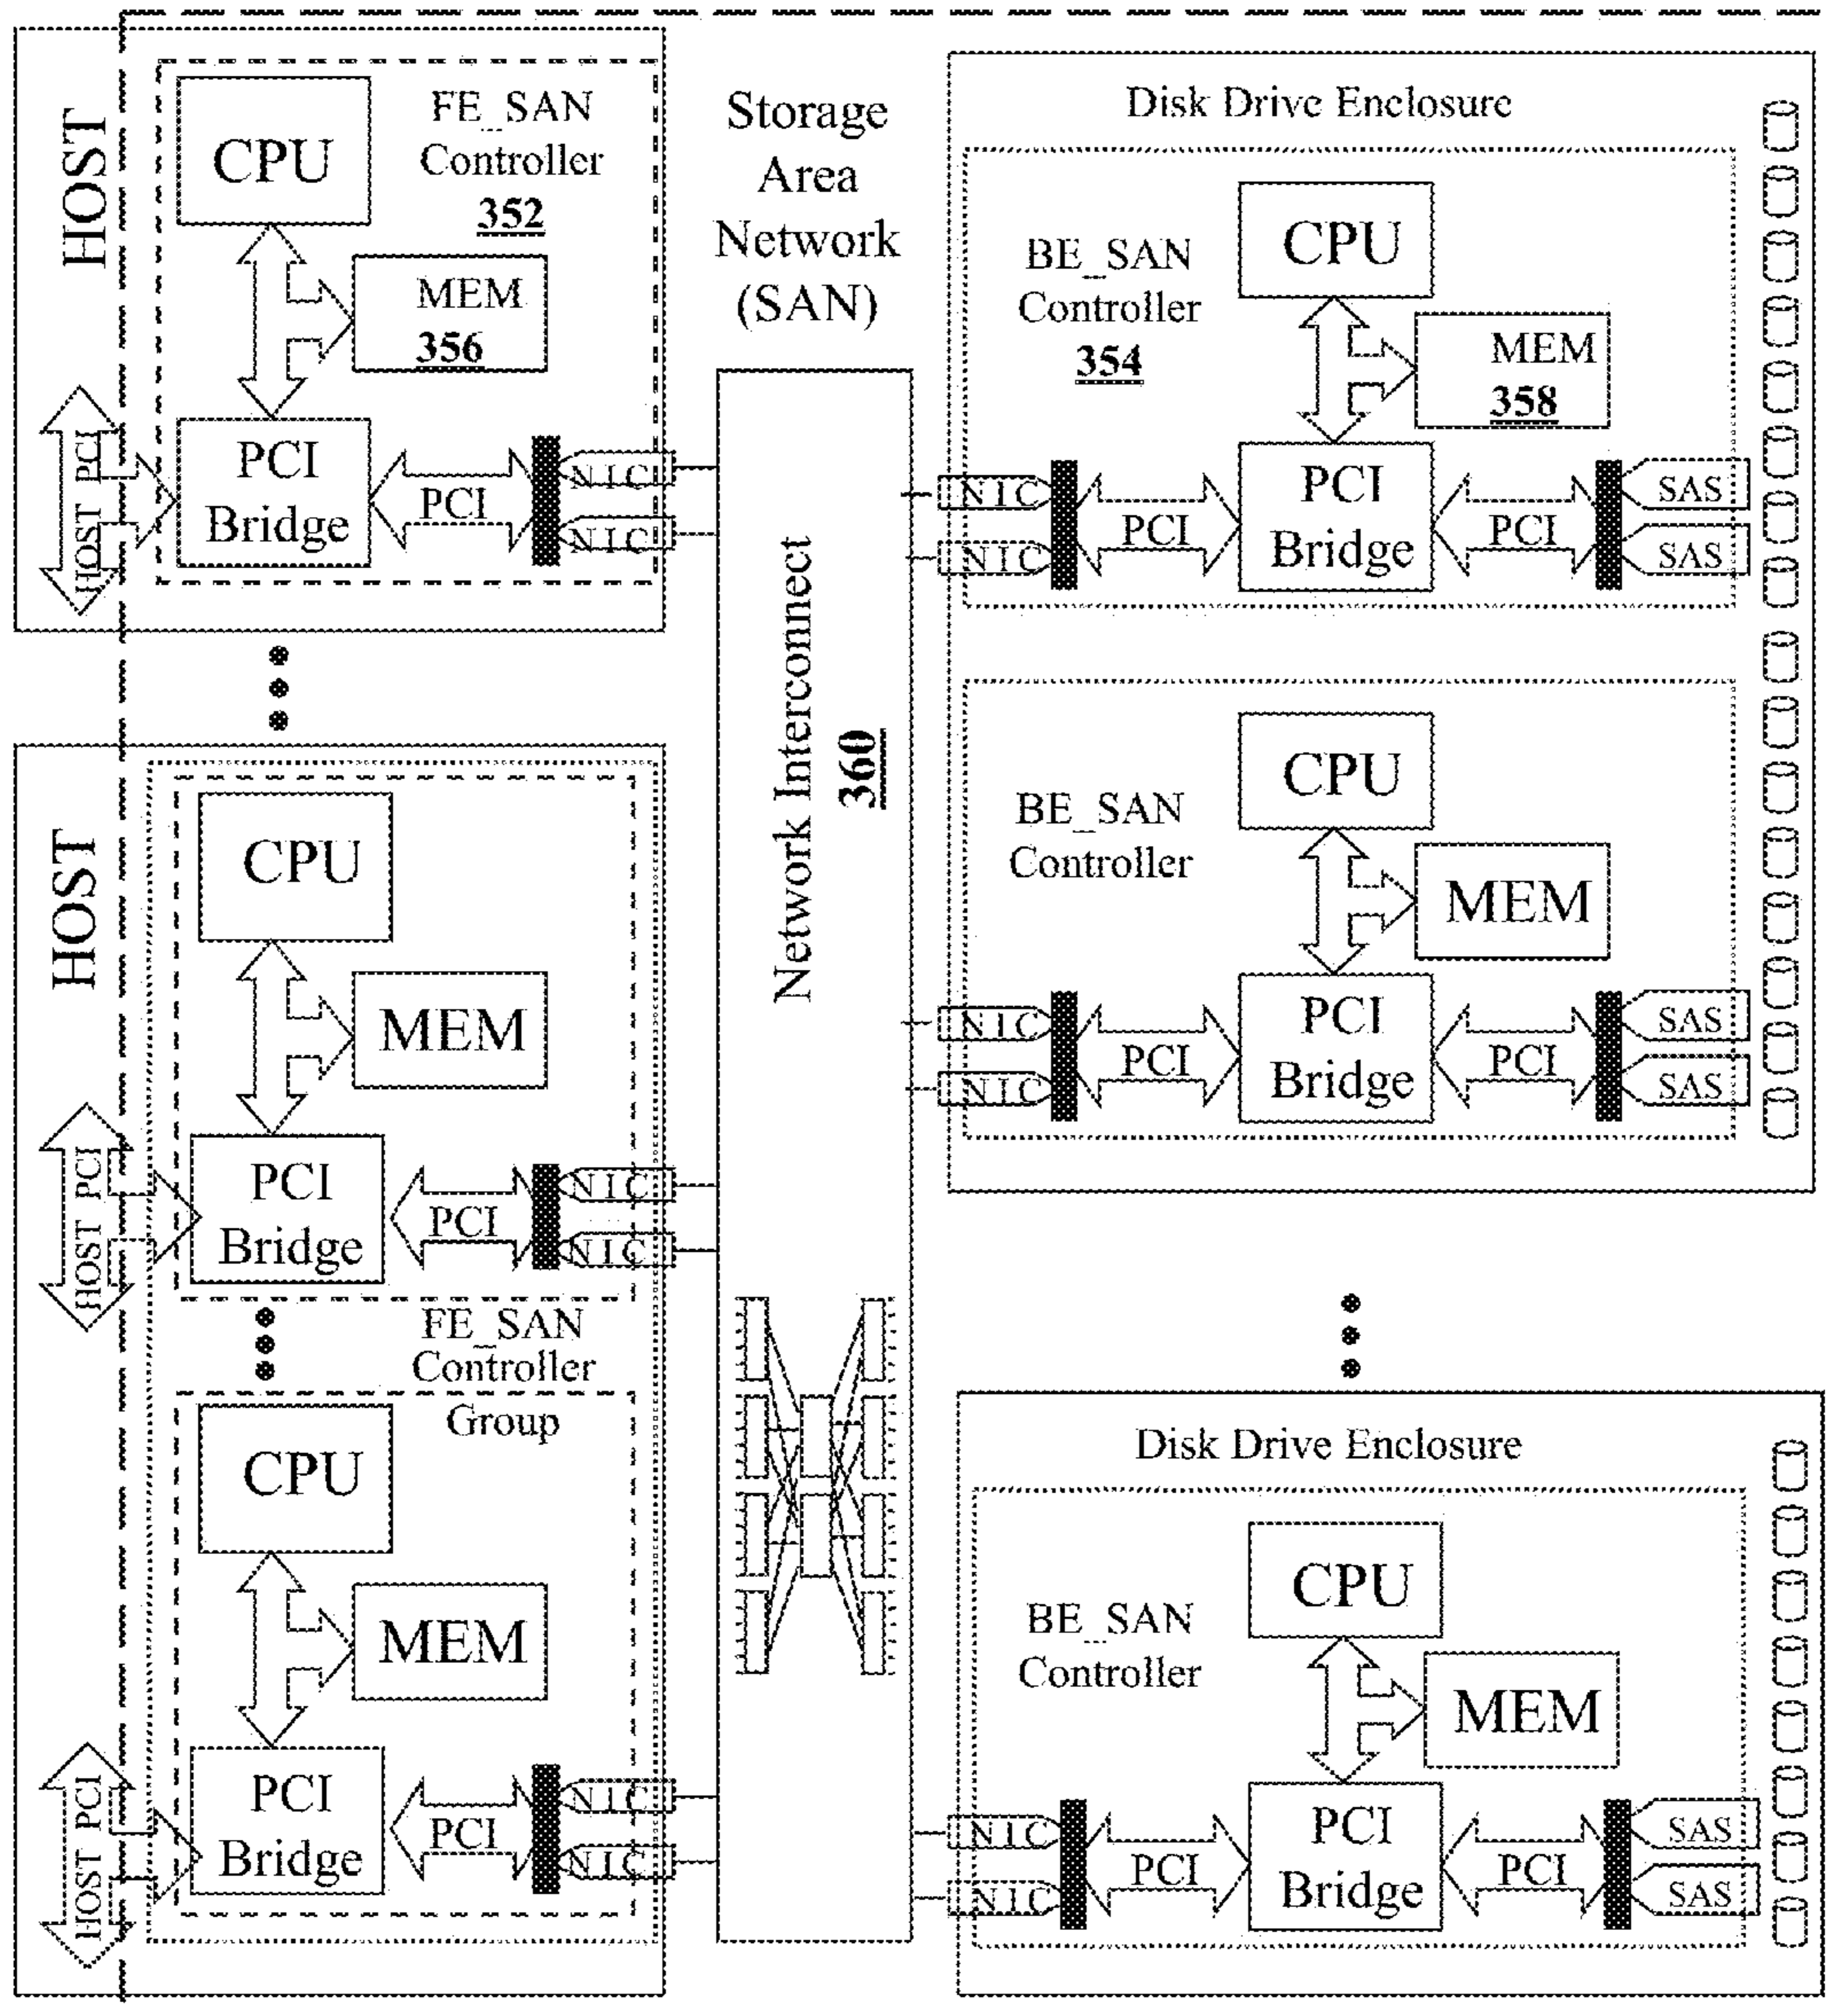 HOST
CPU
FE_SAN
Controller
352
MEM
356
HOST PCI
PCI
Bridge
PCI
NIC
NIC
HOST
CPU
MEM
HOST PCI
PCI
Bridge
PCI
NIC
NIC
FE_SAN
Controller
Group
CPU
MEM
HOST PCI
PCI
Bridge
PCI
NIC
NIC
Storage
Area
Network
(SAN)
Network Interconnect
360
Disk Drive Enclosure
BE_SAN
Controller
354
CPU
MEM
358
NIC
NIC
PCI
PCI
Bridge
PCI
SAS
SAS
BE_SAN
Controller
CPU
MEM
NIC
NIC
PCI
PCI
Bridge
PCI
SAS
SAS
Disk Drive Enclosure
BE_SAN
Controller
CPU
MEM
NIC
NIC
PCI
PCI
Bridge
PCI
SAS
SAS